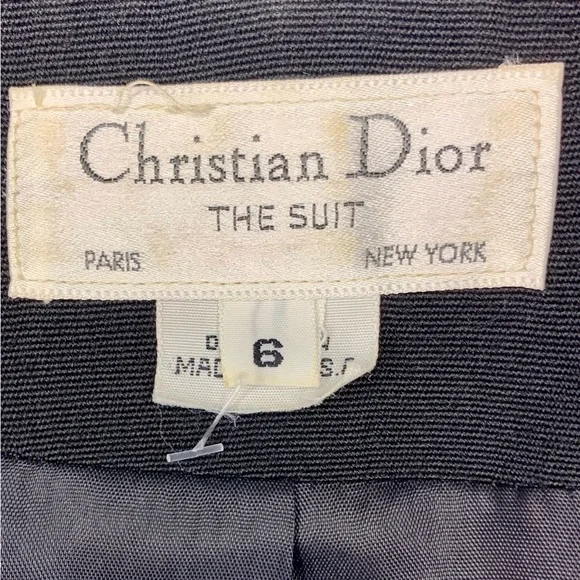 Christian Dior
THE SUIT
PARIS NEW YORK
6